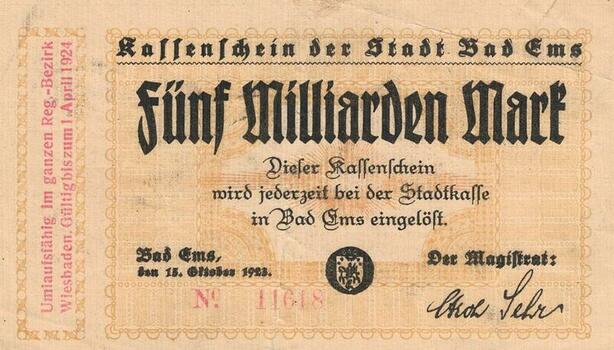 Kassenschein der Stadt Bad Ems
Fünf Milliarden Mark
Dieser Kassenschein
wird jederzeit bei der Stadtkasse
in Bad Ems eingelöst.
Bad Ems,
den 15. Oktober 1923.
Der Magistrat:
No. 11618
Umlaufsfähig im ganzen Reg.-Bezirk
Wiesbaden. Gültig bis zum 1. April 1924